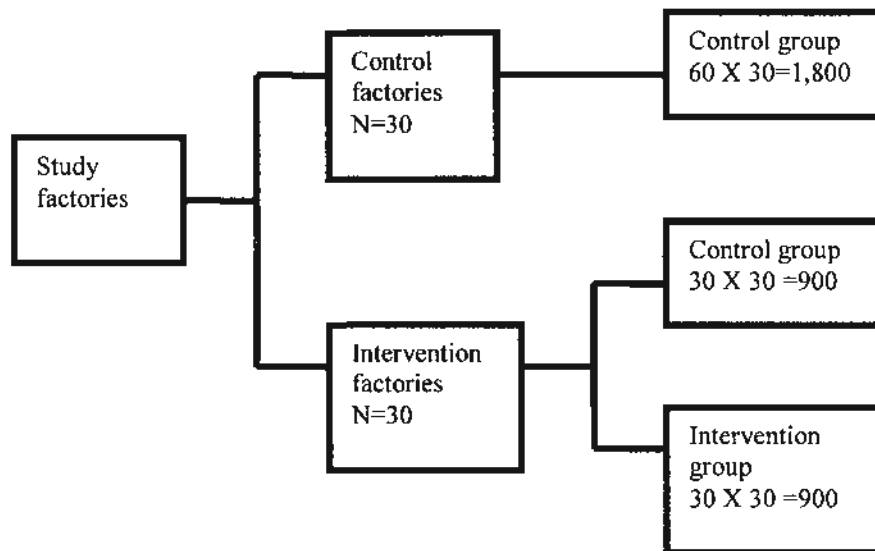 Study
factories
Control
factories
N=30
Intervention
factories
N=30
Control group
60 X 30=1,800
Control group
30 X 30 =900
Intervention
group
30 X 30 =900